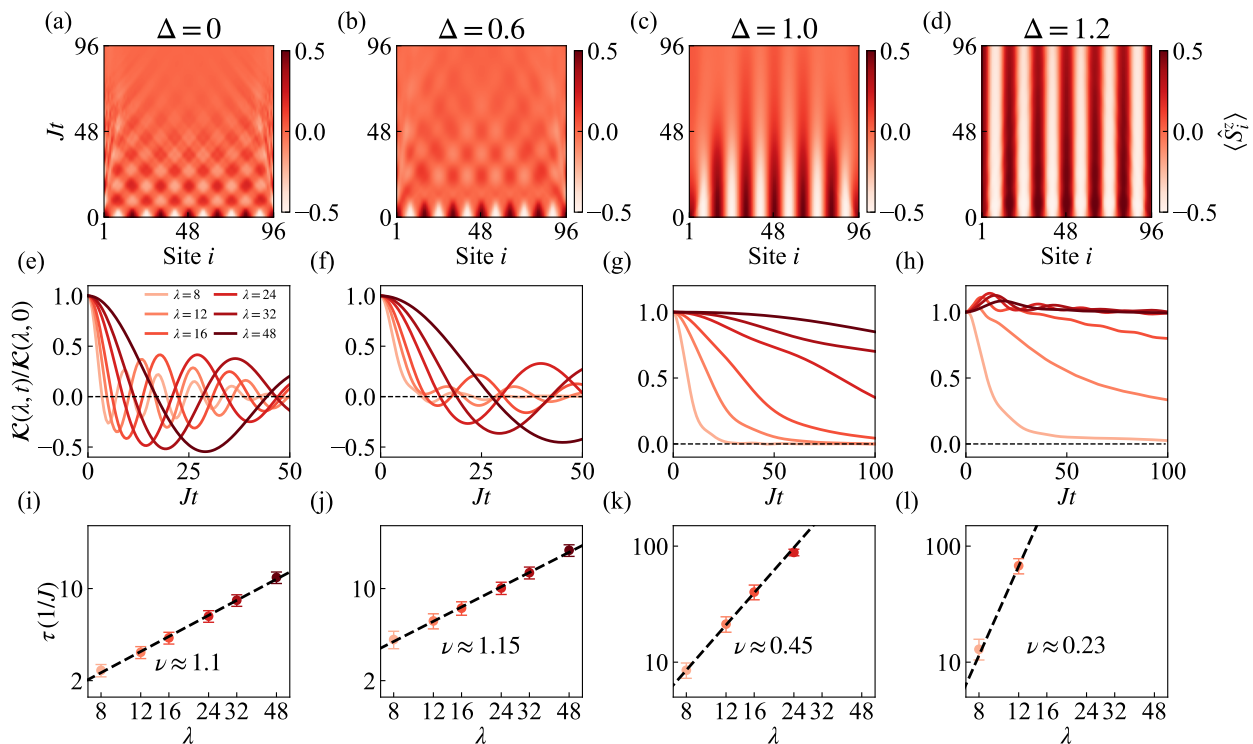 (a) Δ = 0 (b) Δ = 0.6 (c) Δ = 1.0 (d) Δ = 1.2
96 0.5 96 0.5 96 0.5 96 0.5
Jt 48 0.0 48 0.0 48 0.0 48 0.0 ⟨Ŝᵢᶻ⟩
0 −0.5 0 −0.5 0 −0.5 0 −0.5
1 48 96 1 48 96 1 48 96 1 48 96
Site i Site i Site i Site i
(e) (f) (g) (h)
𝒦(λ, t)/𝒦(λ, 0)
1.0 λ = 8 λ = 24 1.0 1.0 1.0
λ = 12 λ = 32
λ = 16 λ = 48
0.5 0.5 0.5 0.5
0.0 0.0 0.0 0.0
−0.5 −0.5
0 25 50 0 25 50 0 50 100 0 50 100
Jt Jt Jt Jt
(i) (j) (k) (l)
τ (1/J)
10 10 100 100
2 2 10 10
ν ≈ 1.1 ν ≈ 1.15 ν ≈ 0.45 ν ≈ 0.23
8 12 16 24 32 48 8 12 16 24 32 48 8 12 16 24 32 48 8 12 16 24 32 48
λ λ λ λ